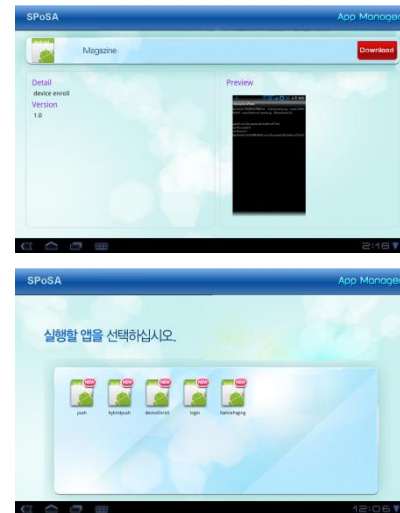 SPoSA
App Manager
Magazine
Download
Detail
device enroll
Version
1.0
Preview
2:18
SPoSA
App Manager
실행할 앱을 선택하십시오.
NEW NEW NEW NEW NEW
push hybridpush deviceEnroll login NativePaging
12:06